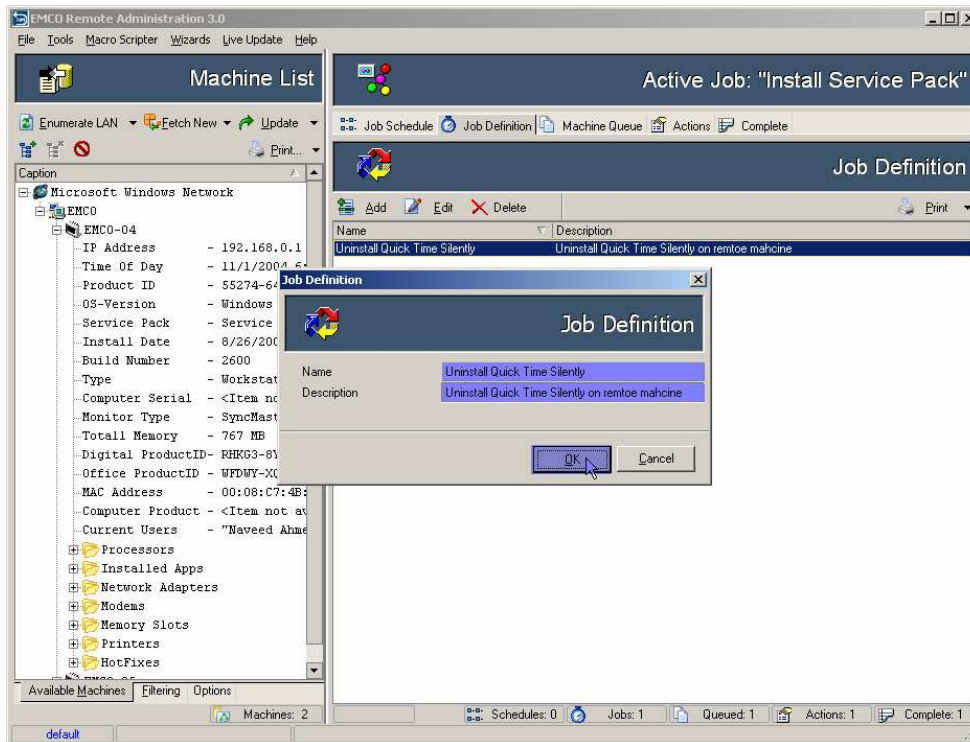 EMCO Remote Administration 3.0
File Tools Macro Scripter Wizards Live Update Help
Machine List
Active Job: "Install Service Pack"
Enumerate LAN Fetch New Update
Print...
Job Schedule Job Definition Machine Queue Actions Complete
Job Definition
Add Edit Delete Print
Name Description
Uninstall Quick Time Silently Uninstall Quick Time Silently on remtoe mahcine
Caption
Microsoft Windows Network
EMCO
EMCO-04
IP Address - 192.168.0.1
Time Of Day - 11/1/2004 6:
Product ID - 55274-64
OS-Version - Windows
Service Pack - Service
Install Date - 8/26/200
Build Number - 2600
Type - Workstat
Computer Serial - <Item no
Monitor Type - SyncMast
Totall Memory - 767 MB
Digital ProductID- RHKG3-8
Office ProductID - WFDWY-XQ
MAC Address - 00:08:C7:4B:
Computer Product - <Item not av
Current Users - "Naveed Ahme
Processors
Installed Apps
Network Adapters
Modems
Memory Slots
Printers
HotFixes
Job Definition
Job Definition
Name Uninstall Quick Time Silently
Description Uninstall Quick Time Silently on remtoe mahcine
OK Cancel
Available Machines Filtering Options
Machines: 2
Schedules: 0 Jobs: 1 Queued: 1 Actions: 1 Complete: 1
default